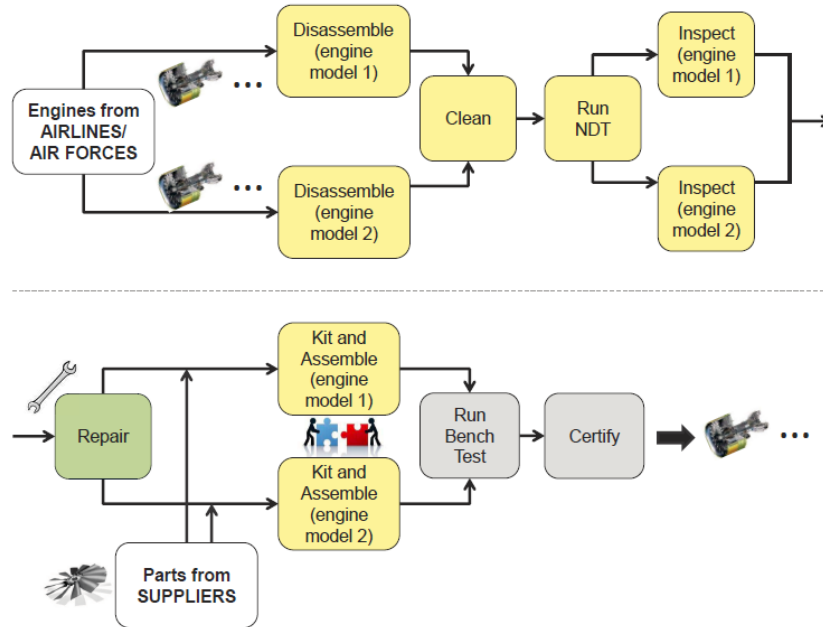 Engines from
AIRLINES/
AIR FORCES
...
...
Disassemble
(engine
model 1)
Disassemble
(engine
model 2)
Clean
Run
NDT
Inspect
(engine
model 1)
Inspect
(engine
model 2)
Repair
Parts from
SUPPLIERS
Kit and
Assemble
(engine
model 1)
Kit and
Assemble
(engine
model 2)
Run
Bench
Test
Certify
...